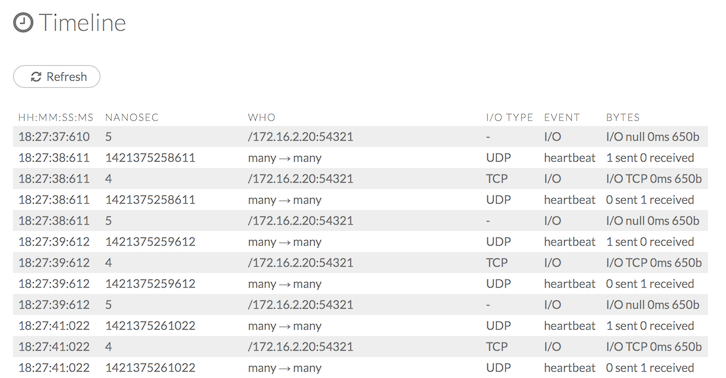 Timeline
Refresh
HH:MM:SS:MS NANOSEC WHO I/O TYPE EVENT BYTES
18:27:37:610 5 /172.16.2.20:54321 - I/O I/O null 0ms 650b
18:27:38:611 1421375258611 many → many UDP heartbeat 1 sent 0 received
18:27:38:611 4 /172.16.2.20:54321 TCP I/O I/O TCP 0ms 650b
18:27:38:611 1421375258611 many → many UDP heartbeat 0 sent 1 received
18:27:38:611 5 /172.16.2.20:54321 - I/O I/O null 0ms 650b
18:27:39:612 1421375259612 many → many UDP heartbeat 1 sent 0 received
18:27:39:612 4 /172.16.2.20:54321 TCP I/O I/O TCP 0ms 650b
18:27:39:612 1421375259612 many → many UDP heartbeat 0 sent 1 received
18:27:39:612 5 /172.16.2.20:54321 - I/O I/O null 0ms 650b
18:27:41:022 1421375261022 many → many UDP heartbeat 1 sent 0 received
18:27:41:022 4 /172.16.2.20:54321 TCP I/O I/O TCP 0ms 650b
18:27:41:022 1421375261022 many → many UDP heartbeat 0 sent 1 received